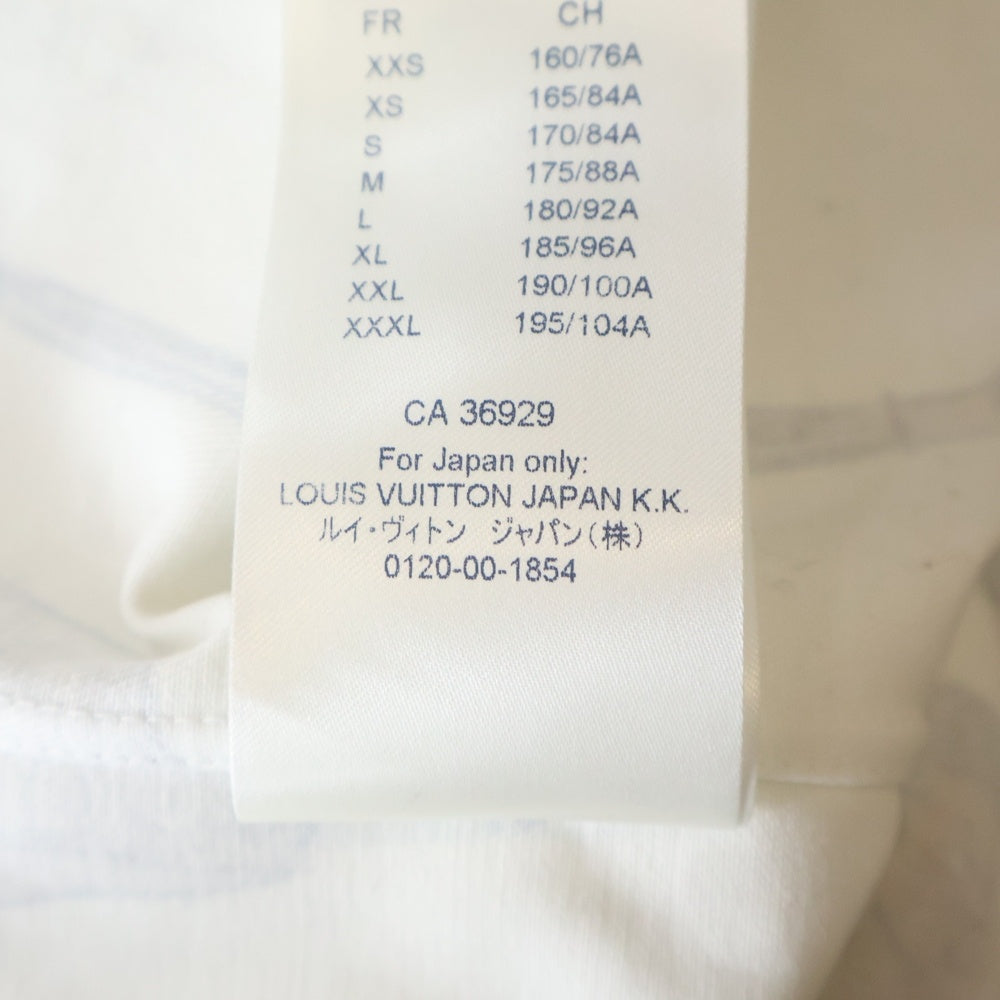 FR CH
XXS 160/76A
XS 165/84A
S 170/84A
M 175/88A
L 180/92A
XL 185/96A
XXL 190/100A
XXXL 195/104A
CA 36929
For Japan only:
LOUIS VUITTON JAPAN K.K.
ルイ・ヴィトン ジャパン(株)
0120-00-1854